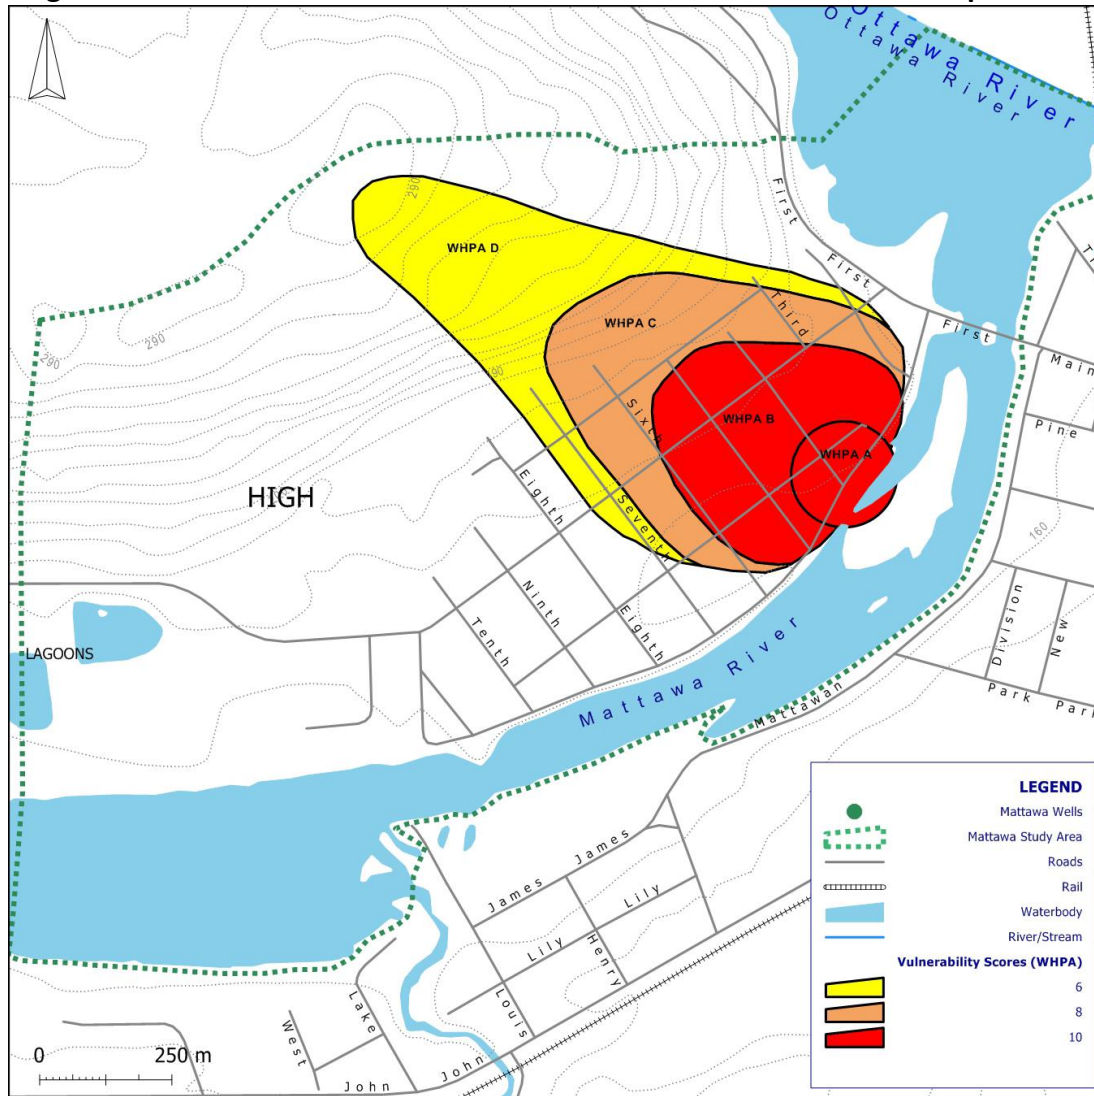 Ottawa River
Ottawa River
290
First
First
First
Main
WHPA D
WHPA C
Third
290
290
190
Pine
WHPA B
Sixth
WHPA A
HIGH
Eighth
Seventh
160
Ninth
Tenth
Eighth
Division
New
LAGOONS
Mattawa River
Mattawan
Park
Park
James
James
Lily
Lily
Henry
Louis
Lake
West
John
John
0
250 m
LEGEND
Mattawa Wells
Mattawa Study Area
Roads
Rail
Waterbody
River/Stream
Vulnerability Scores (WHPA)
6
8
10